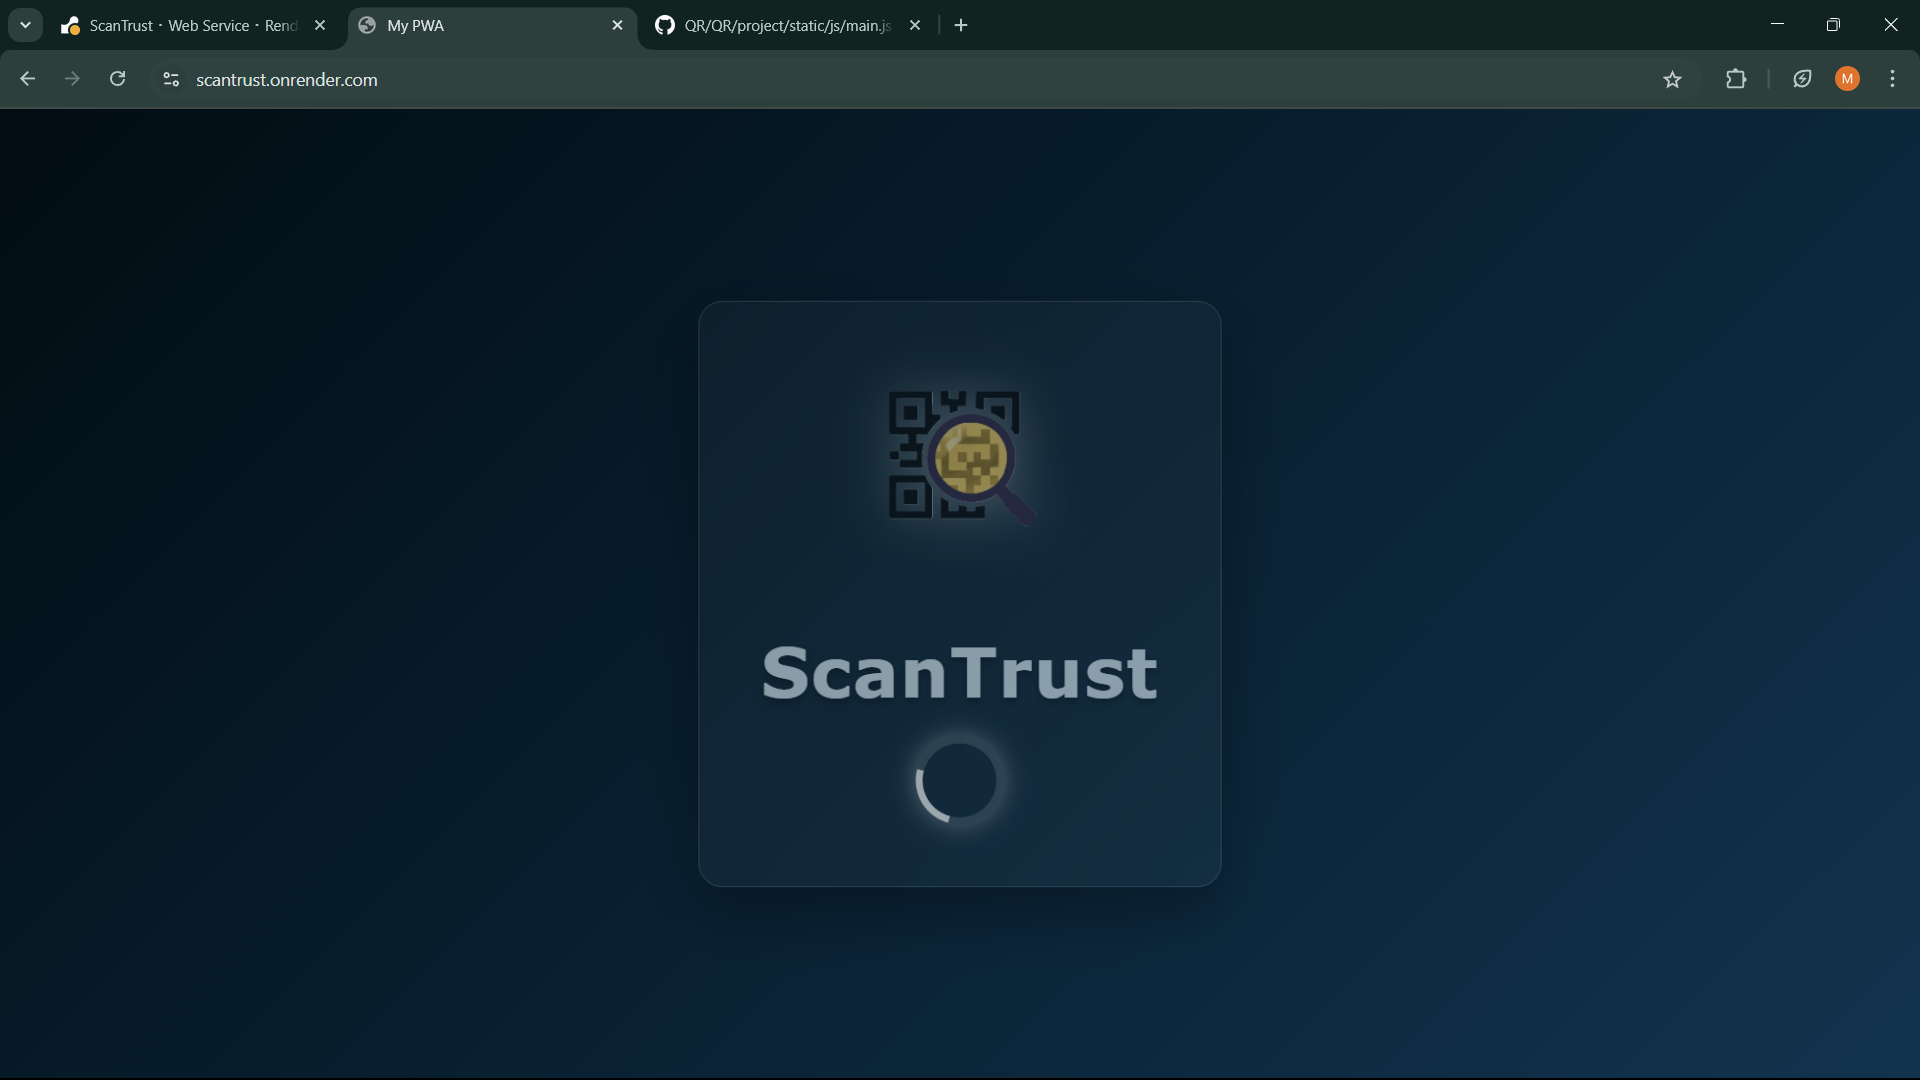 ScanTrust · Web Service · Rend
My PWA
QR/QR/project/static/js/main.js
scantrust.onrender.com
M
ScanTrust